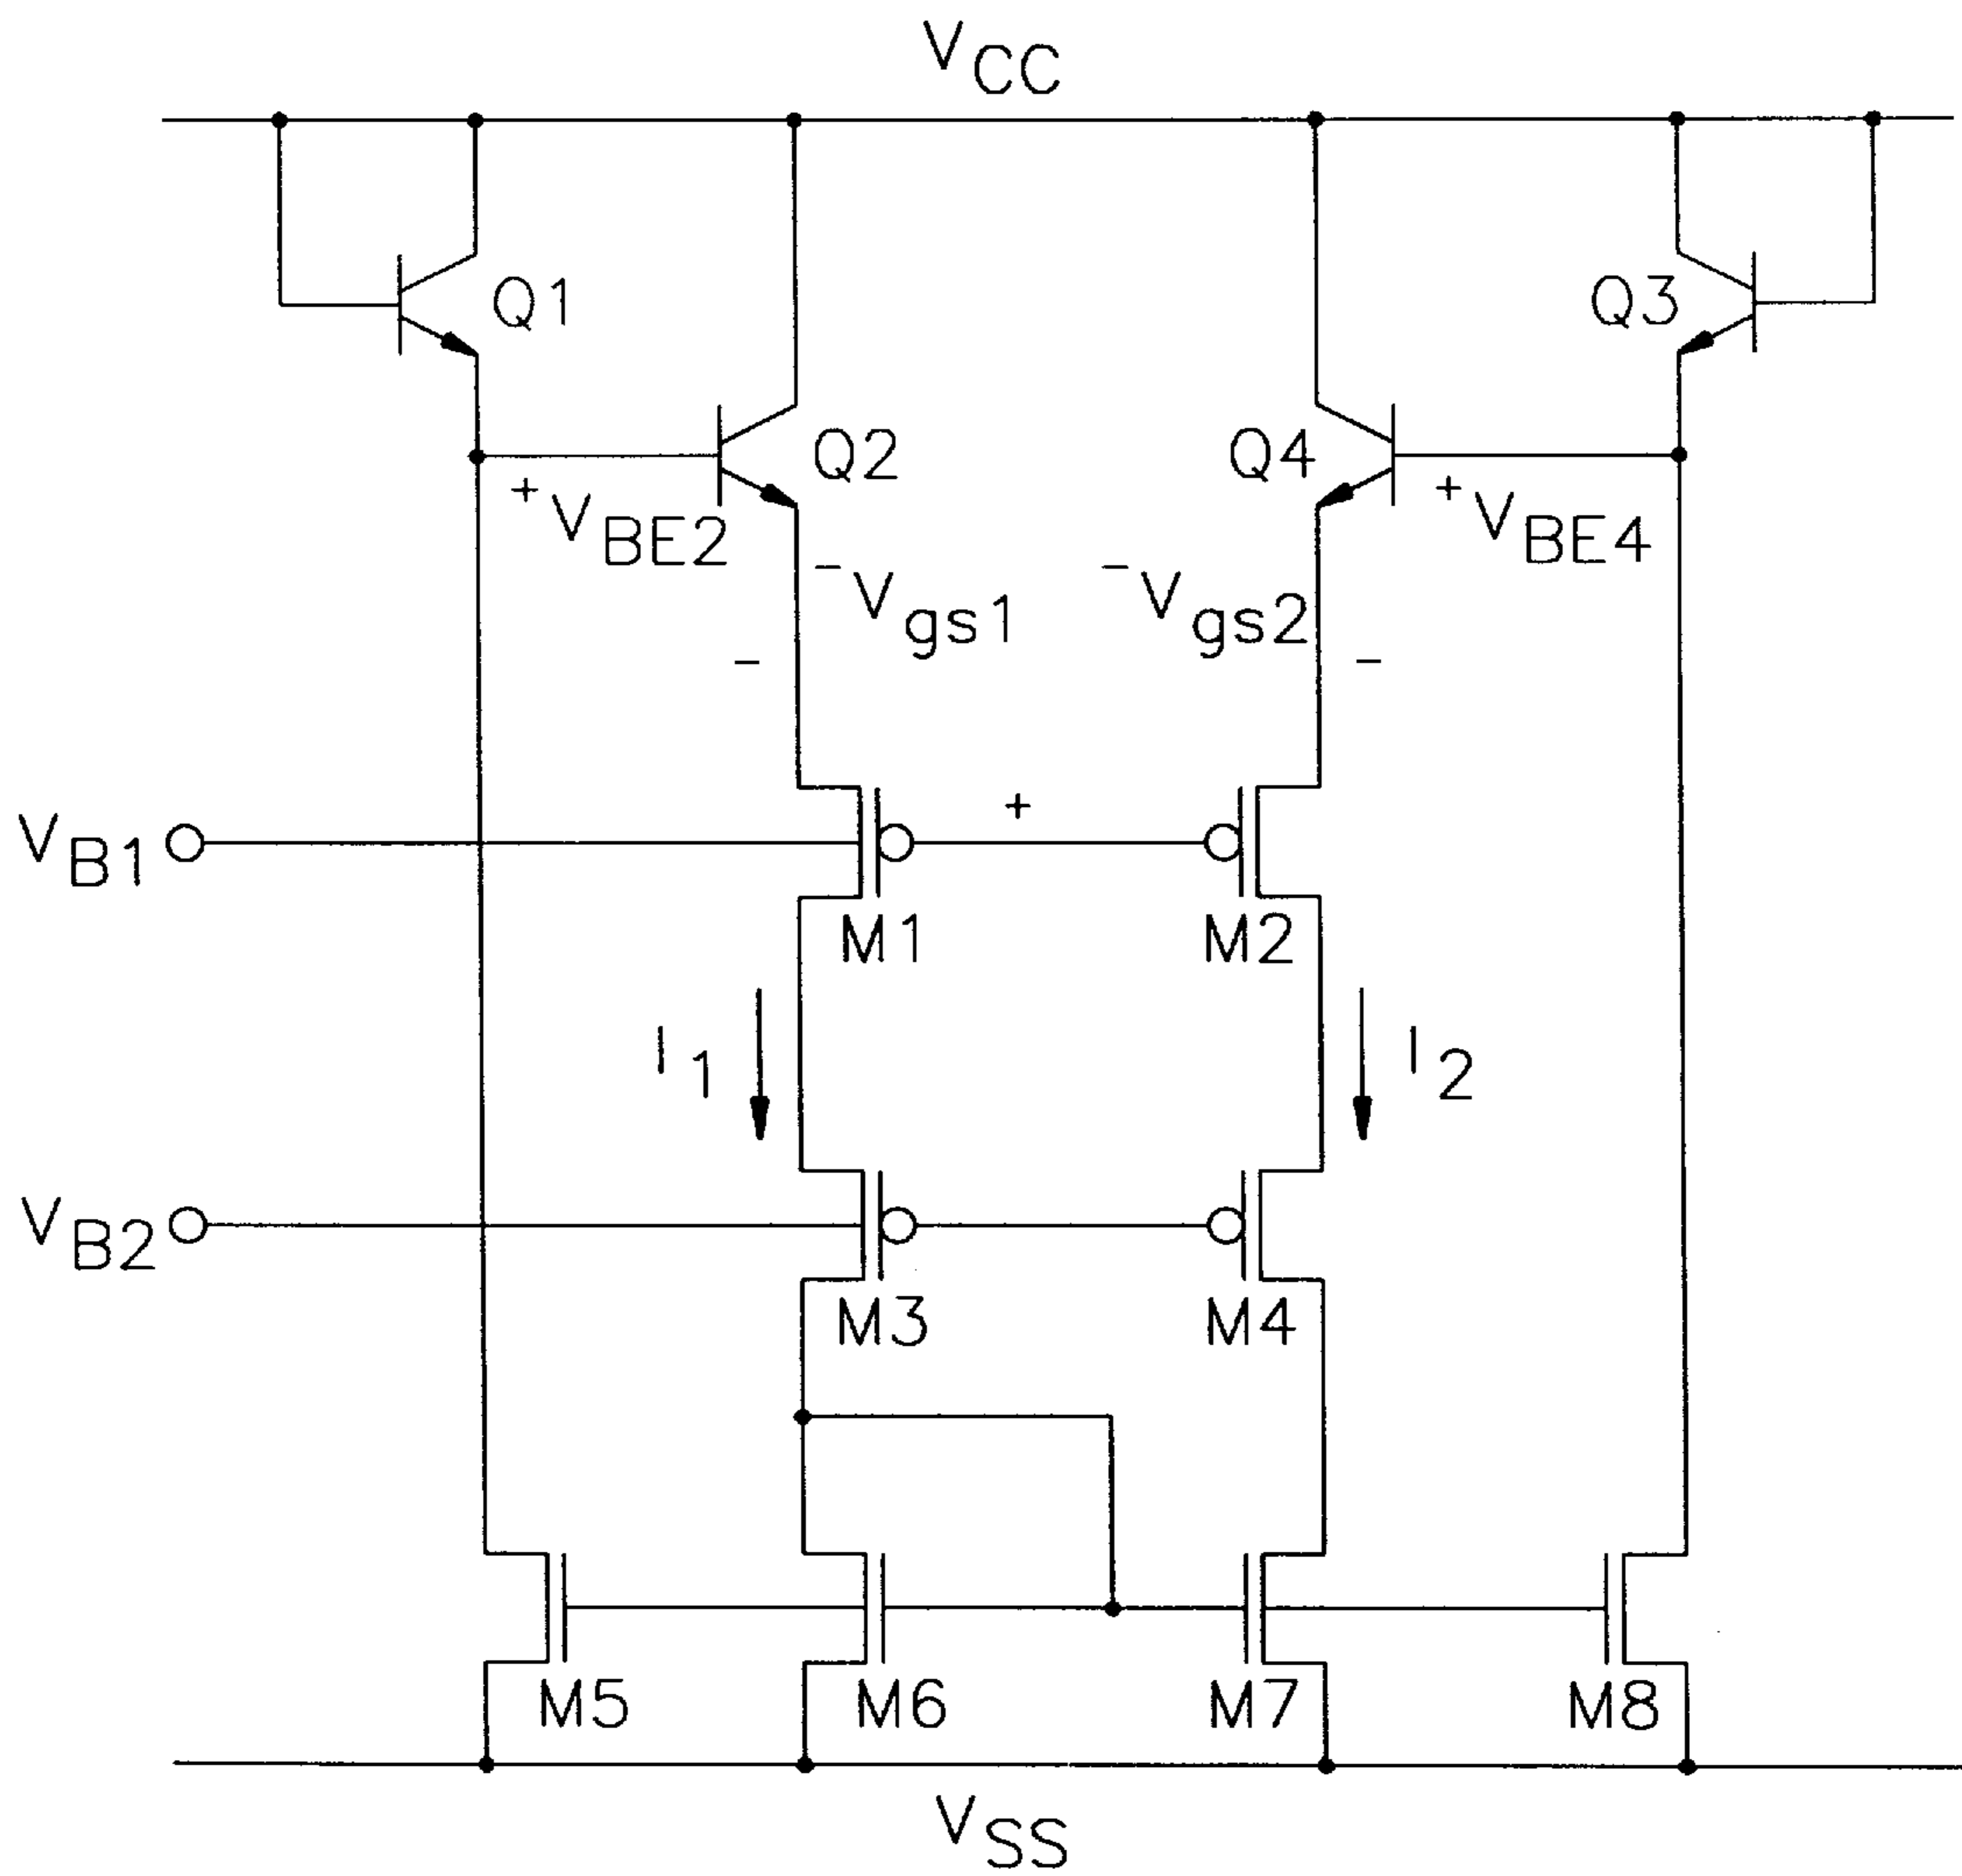 VCC
Q1
Q3
Q2
Q4
+ VBE2
+ VBE4
- Vgs1
- Vgs2
- -
VB1
+
M1
M2
I1
I2
VB2
M3
M4
M5
M6
M7
M8
VSS